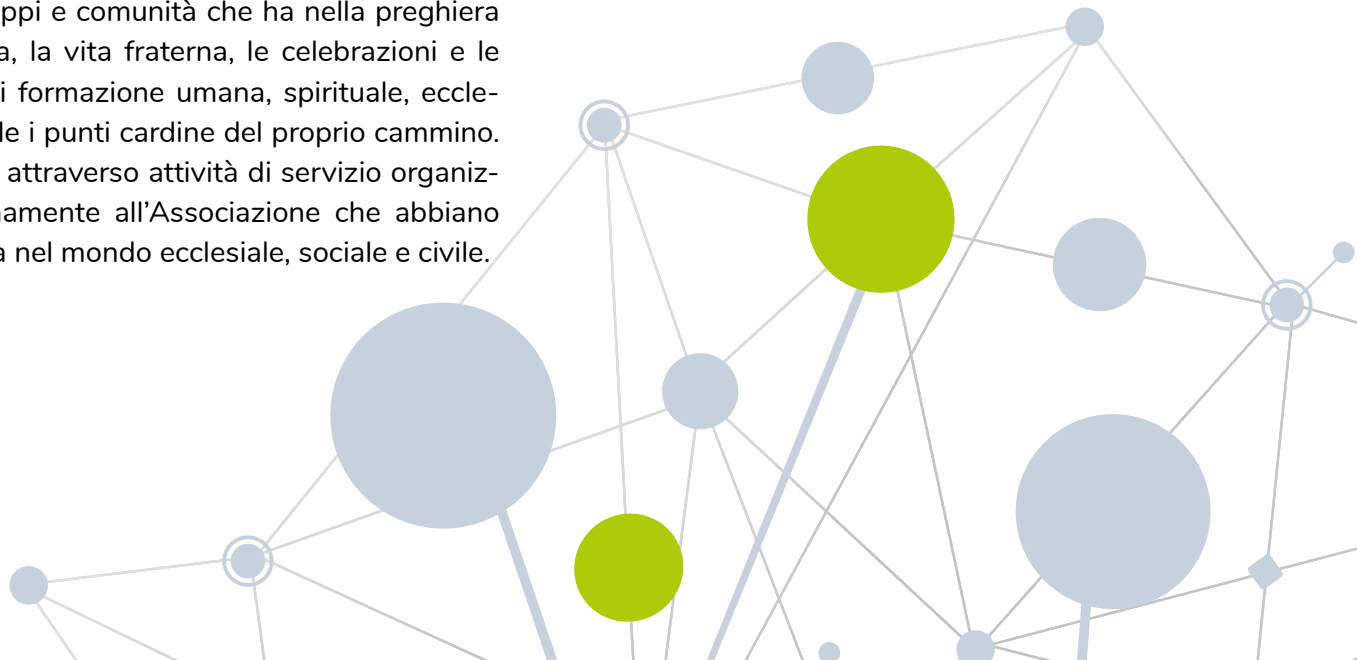 ppi e comunità che ha nella preghiera
a, la vita fraterna, le celebrazioni e le
i formazione umana, spirituale, eccle-
le i punti cardine del proprio cammino.
attraverso attività di servizio organiz-
namente all’Associazione che abbiano
a nel mondo ecclesiale, sociale e civile.